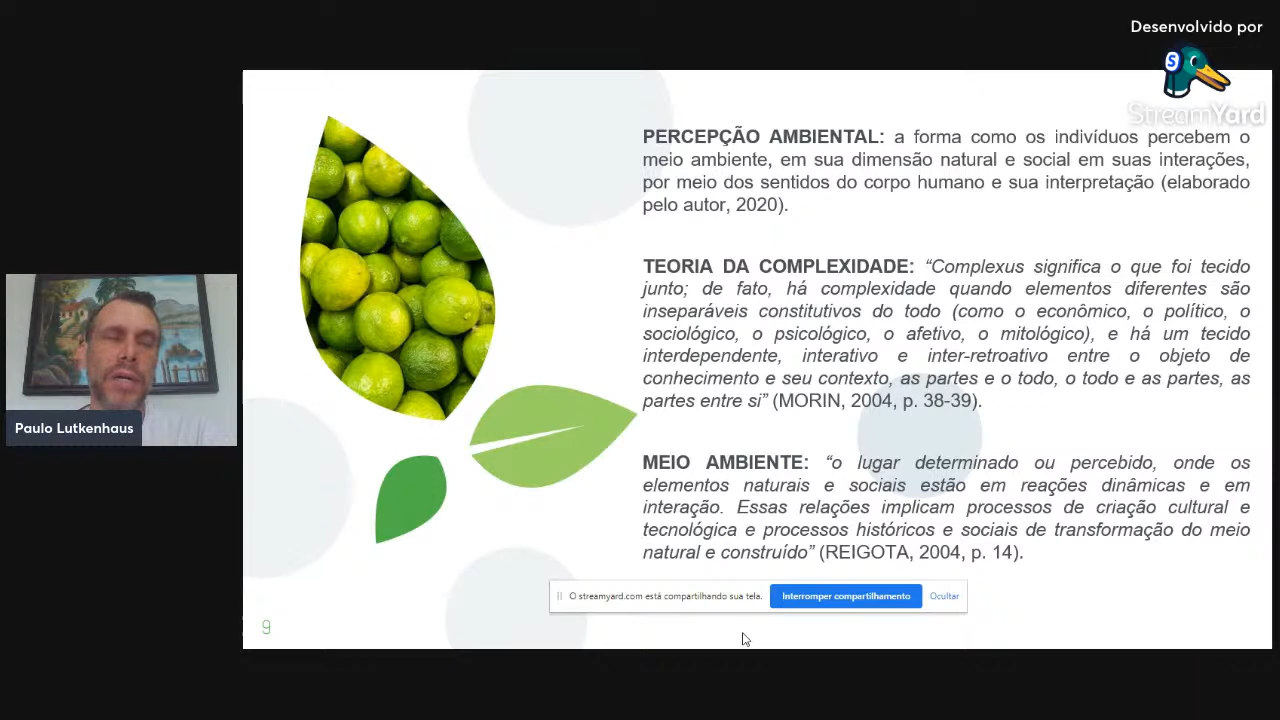 Desenvolvido por
S
StreamYard
PERCEPÇÃO AMBIENTAL: a forma como os indivíduos percebem o
meio ambiente, em sua dimensão natural e social em suas interações,
por meio dos sentidos do corpo humano e sua interpretação (elaborado
pelo autor, 2020).
TEORIA DA COMPLEXIDADE: “Complexus significa o que foi tecido
junto; de fato, há complexidade quando elementos diferentes são
inseparáveis constitutivos do todo (como o econômico, o político, o
sociológico, o psicológico, o afetivo, o mitológico), e há um tecido
interdependente, interativo e inter-retroativo entre o objeto de
conhecimento e seu contexto, as partes e o todo, o todo e as partes, as
partes entre si” (MORIN, 2004, p. 38-39).
Paulo Lutkenhaus
MEIO AMBIENTE: “o lugar determinado ou percebido, onde os
elementos naturais e sociais estão em reações dinâmicas e em
interação. Essas relações implicam processos de criação cultural e
tecnológica e processos históricos e sociais de transformação do meio
natural e construído” (REIGOTA, 2004, p. 14).
O streamyard.com está compartilhando sua tela. Interromper compartilhamento Ocultar
9